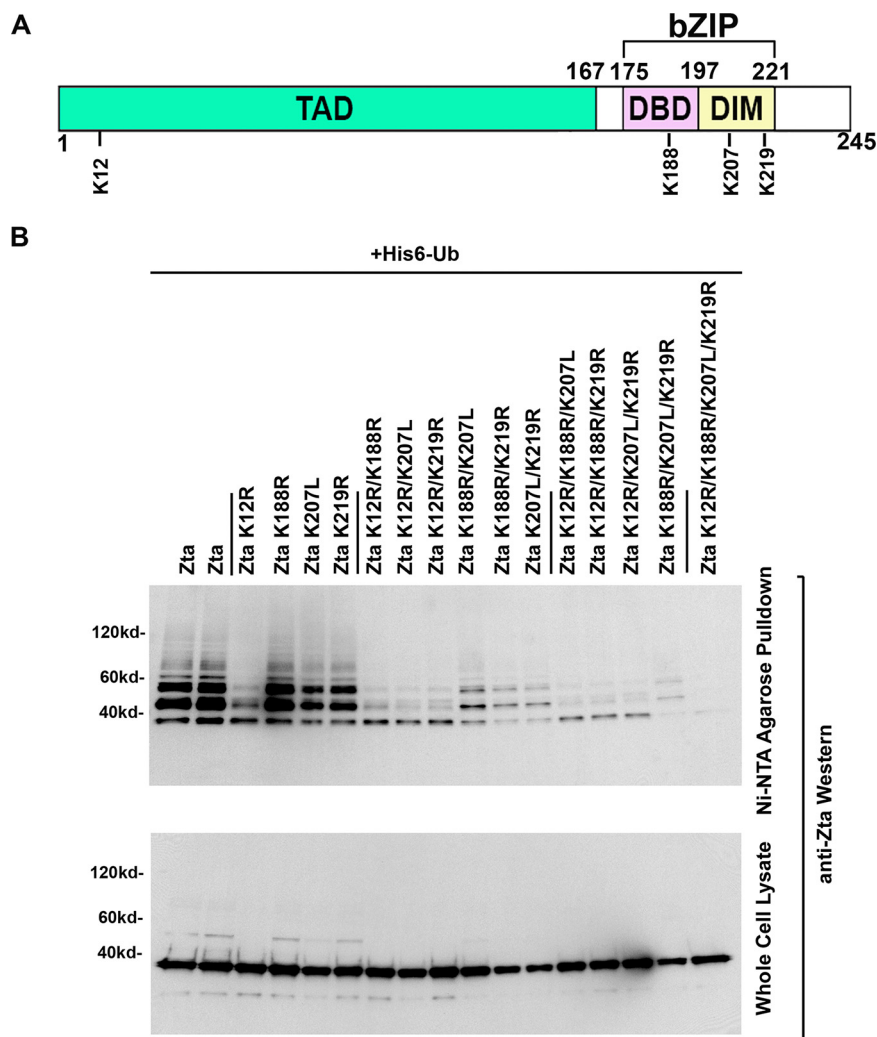 A
bZIP
167 175 197 221
TAD DBD DIM
1 245
K12 K188 K207 K219
B
+His6-Ub
Zta
Zta
Zta K12R
Zta K188R
Zta K207L
Zta K219R
Zta K12R/K188R
Zta K12R/K207L
Zta K12R/K219R
Zta K188R/K207L
Zta K188R/K219R
Zta K207L/K219R
Zta K12R/K188R/K207L
Zta K12R/K188R/K219R
Zta K12R/K207L/K219R
Zta K188R/K207L/K219R
Zta K12R/K188R/K207L/K219R
120kd-
60kd-
40kd-
Ni-NTA Agarose Pulldown
120kd-
60kd-
40kd-
Whole Cell Lysate
anti-Zta Western